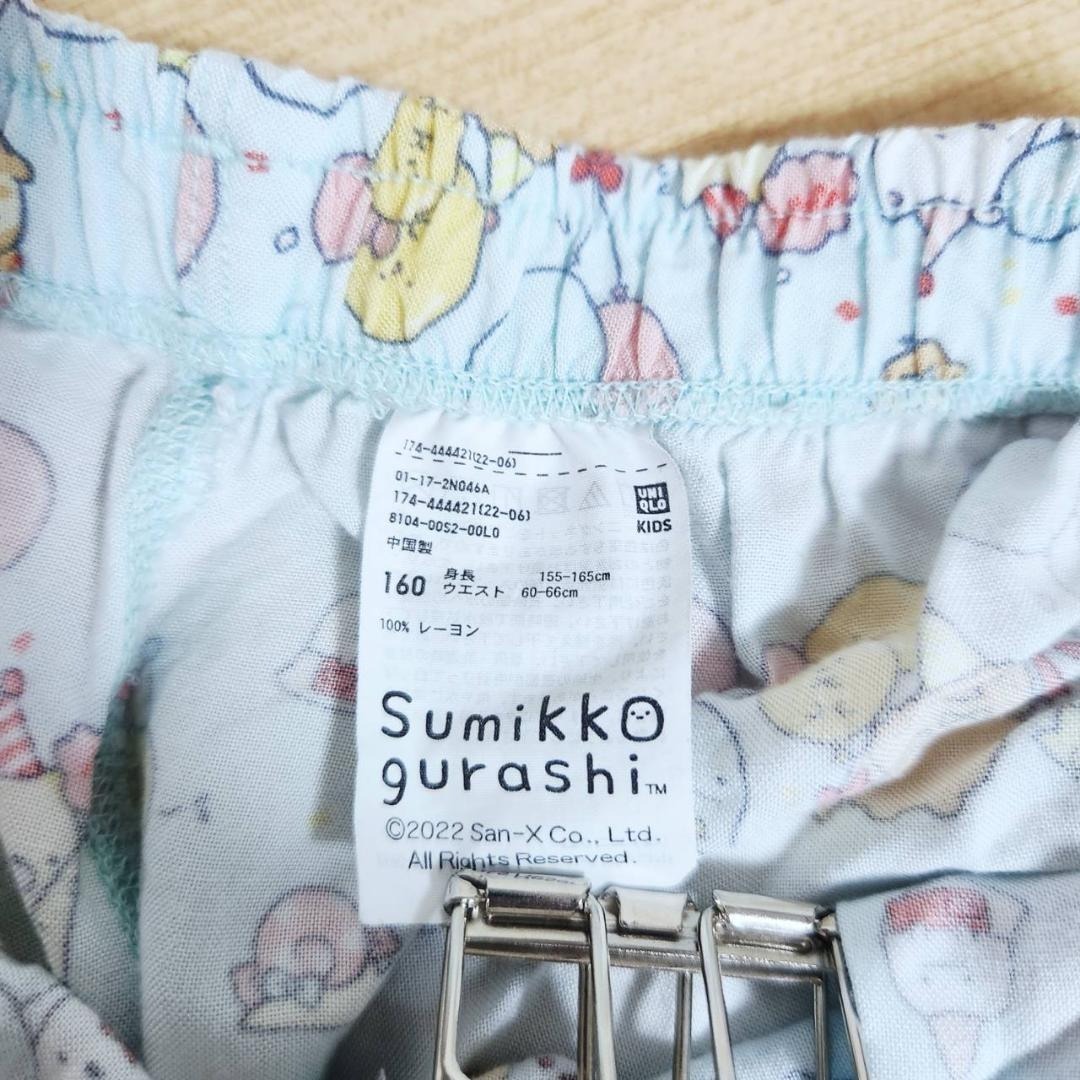 174-444421(22-06)
01-17-2N046A
174-444421(22-06)
8104-00S2-00L0
中国製
UNI
QLO
KIDS
160 身長 155-165cm
ウエスト 60-66cm
100% レーヨン
Sumikko
gurashi™
©2022 San-X Co., Ltd.
All Rights Reserved.